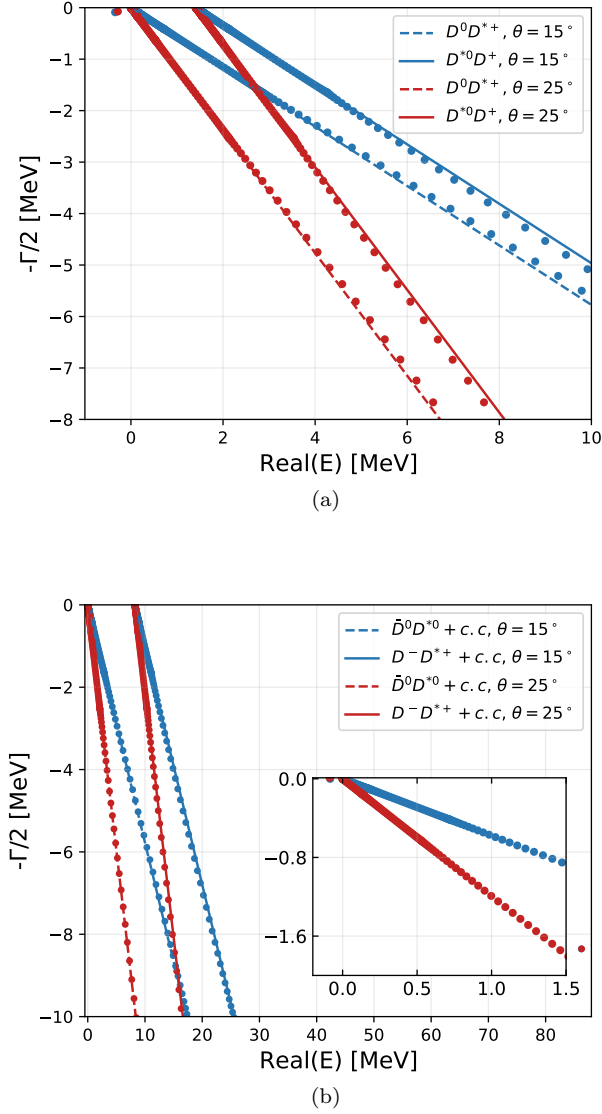 0
−1
−2
−3
−4
−5
−6
−7
−8
-Γ/2 [MeV]
0 2 4 6 8 10
Real(E) [MeV]
D⁰D*⁺, θ = 15°
D*⁰D⁺, θ = 15°
D⁰D*⁺, θ = 25°
D*⁰D⁺, θ = 25°
(a)
0
−2
−4
−6
−8
−10
-Γ/2 [MeV]
0 10 20 30 40 50 60 70 80
Real(E) [MeV]
D̄⁰D*⁰ + c. c, θ = 15°
D⁻D*⁺ + c. c, θ = 15°
D̄⁰D*⁰ + c. c, θ = 25°
D⁻D*⁺ + c. c, θ = 25°
0.0
−0.8
−1.6
0.0 0.5 1.0 1.5
(b)